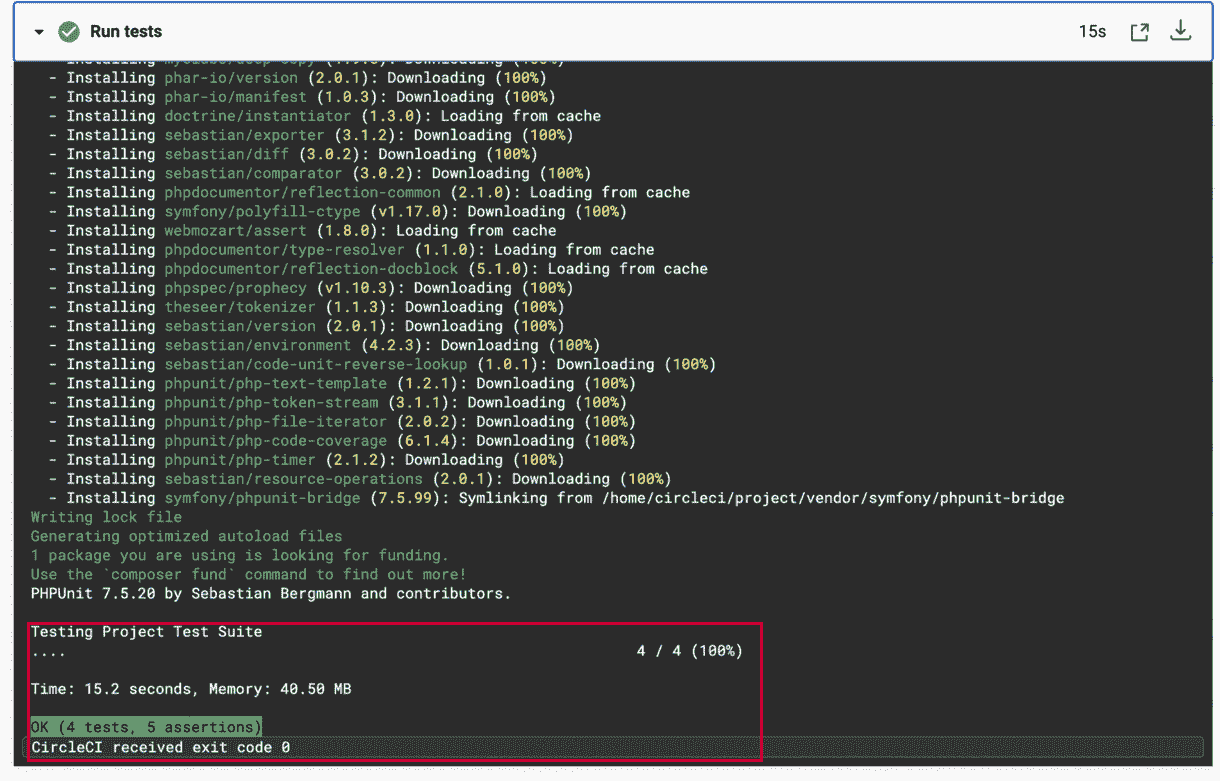 Run tests
15s
- Installing phar-io/version (2.0.1): Downloading (100%)
- Installing phar-io/manifest (1.0.3): Downloading (100%)
- Installing doctrine/instantiator (1.3.0): Loading from cache
- Installing sebastian/exporter (3.1.2): Downloading (100%)
- Installing sebastian/diff (3.0.2): Downloading (100%)
- Installing sebastian/comparator (3.0.2): Downloading (100%)
- Installing phpdocumentor/reflection-common (2.1.0): Loading from cache
- Installing symfony/polyfill-ctype (v1.17.0): Downloading (100%)
- Installing webmozart/assert (1.8.0): Loading from cache
- Installing phpdocumentor/type-resolver (1.1.0): Loading from cache
- Installing phpdocumentor/reflection-docblock (5.1.0): Loading from cache
- Installing phpspec/prophecy (v1.10.3): Downloading (100%)
- Installing theseer/tokenizer (1.1.3): Downloading (100%)
- Installing sebastian/version (2.0.1): Downloading (100%)
- Installing sebastian/environment (4.2.3): Downloading (100%)
- Installing sebastian/code-unit-reverse-lookup (1.0.1): Downloading (100%)
- Installing phpunit/php-text-template (1.2.1): Downloading (100%)
- Installing phpunit/php-token-stream (3.1.1): Downloading (100%)
- Installing phpunit/php-file-iterator (2.0.2): Downloading (100%)
- Installing phpunit/php-code-coverage (6.1.4): Downloading (100%)
- Installing phpunit/php-timer (2.1.2): Downloading (100%)
- Installing sebastian/resource-operations (2.0.1): Downloading (100%)
- Installing symfony/phpunit-bridge (7.5.99): Symlinking from /home/circleci/project/vendor/symfony/phpunit-bridge
Writing lock file
Generating optimized autoload files
1 package you are using is looking for funding.
Use the `composer fund` command to find out more!
PHPUnit 7.5.20 by Sebastian Bergmann and contributors.
Testing Project Test Suite
.... 4 / 4 (100%)
Time: 15.2 seconds, Memory: 40.50 MB
OK (4 tests, 5 assertions)
CircleCI received exit code 0